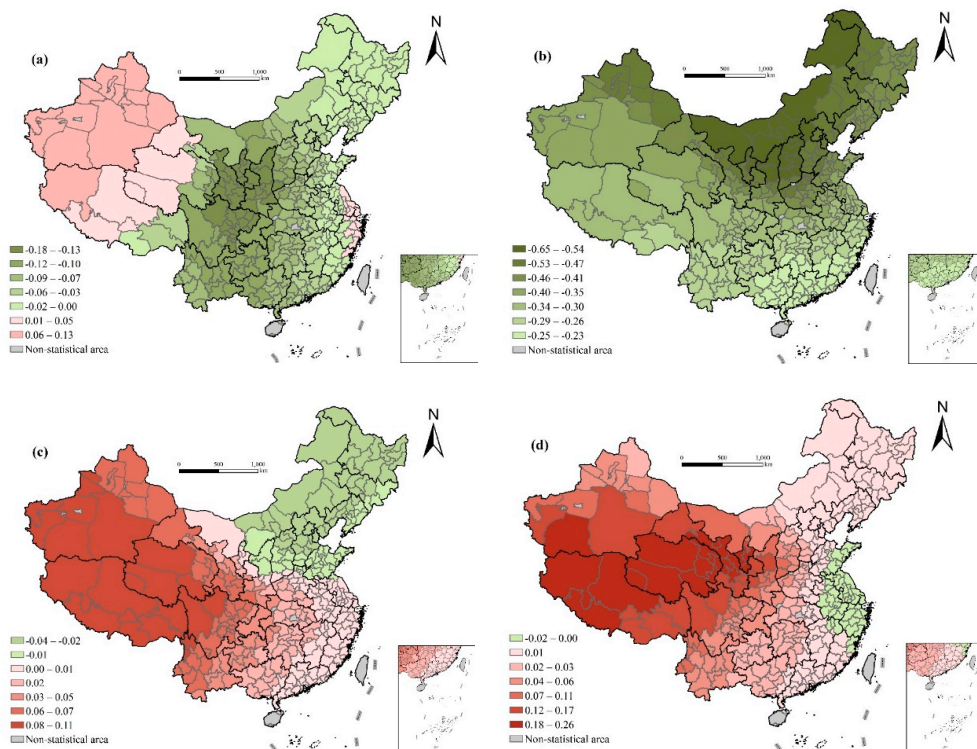 (a)
N
0 500 1,000
km
-0.18 – -0.13
-0.12 – -0.10
-0.09 – -0.07
-0.06 – -0.03
-0.02 – 0.00
0.01 – 0.05
0.06 – 0.13
Non-statistical area
(b)
N
0 500 1,000
km
-0.65 – -0.54
-0.53 – -0.47
-0.46 – -0.41
-0.40 – -0.35
-0.34 – -0.30
-0.29 – -0.26
-0.25 – -0.23
Non-statistical area
(c)
N
0 500 1,000
km
-0.04 – -0.02
-0.01
0.00 – 0.01
0.02
0.03 – 0.05
0.06 – 0.07
0.08 – 0.11
Non-statistical area
(d)
N
0 500 1,000
km
-0.02 – 0.00
0.01
0.02 – 0.03
0.04 – 0.06
0.07 – 0.11
0.12 – 0.17
0.18 – 0.26
Non-statistical area